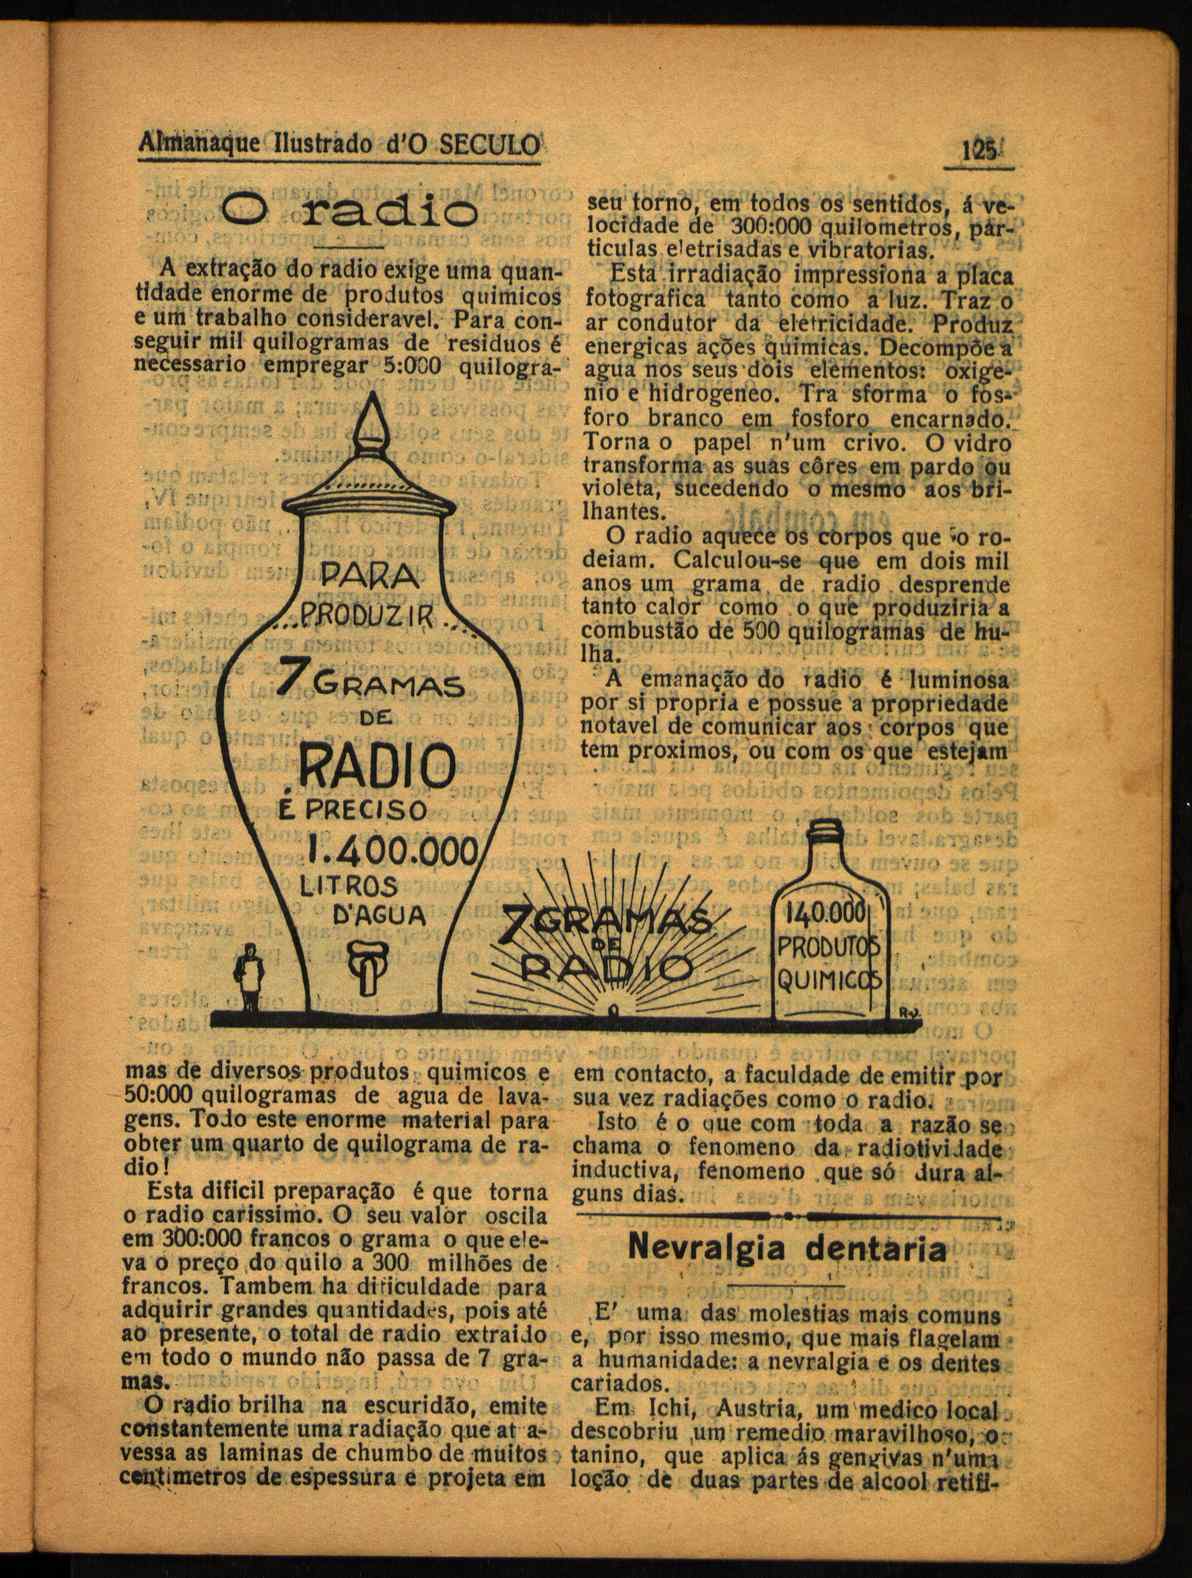 Almanaque Ilustrado d'O SECULO
125
O radio
A extração do radio exige uma quan-
tidade enorme de produtos quimicos
e um trabalho consideravel. Para con-
seguir mil quilogramas de residuos é
necessario empregar 5:000 quilogra-
PARA
...PRODUZIR...
7 GRAMAS
DE
RADIO
É PRECISO
1.400.000
LITROS
D'AGUA
7 GRAMAS
DE
RADIO
140.000
PRODUTOS
QUIMICOS
R.V.
mas de diversos produtos quimicos e
50:000 quilogramas de agua de lava-
gens. Todo este enorme material para
obter um quarto de quilograma de ra-
dio!
Esta dificil preparação é que torna
o radio carissimo. O seu valor oscila
em 300:000 francos o grama o que ele-
va o preço do quilo a 300 milhões de
francos. Tambem ha dificuldade para
adquirir grandes quantidades, pois até
ao presente, o total de radio extraido
em todo o mundo não passa de 7 gra-
mas.
O radio brilha na escuridão, emite
constantemente uma radiação que at a-
vessa as laminas de chumbo de muitos
centimetros de espessura e projeta em
seu torno, em todos os sentidos, á ve-
locidade de 300:000 quilometros, par-
ticulas eletrisadas e vibratorias.
Esta irradiação impressiona a placa
fotografica tanto como a luz. Traz o
ar condutor da eletricidade. Produz
energicas ações quimicas. Decompõe a
agua nos seus dois elementos: oxige-
nio e hidrogeneo. Tra sforma o fos-
foro branco em fosforo encarnado.
Torna o papel n'um crivo. O vidro
transforma as suas côres em pardo ou
violeta, sucedendo o mesmo aos bri-
lhantes.
O radio aquece os corpos que o ro-
deiam. Calculou-se que em dois mil
anos um grama de radio desprende
tanto calor como o que produziria a
combustão de 500 quilogramas de hu-
lha.
A emanação do radio é luminosa
por si propria e possue a propriedade
notavel de comunicar aos corpos que
tem proximos, ou com os que estejam
em contacto, a faculdade de emitir por
sua vez radiações como o radio.
Isto é o que com toda a razão se
chama o fenomeno da radiotividade
inductiva, fenomeno que só dura al-
guns dias.
Nevralgia dentaria
E' uma das molestias mais comuns
e, por isso mesmo, que mais flagelam
a humanidade: a nevralgia e os dentes
cariados.
Em Ichi, Austria, um medico local
descobriu um remedio maravilhoso, o
tanino, que aplica ás gengivas n'uma
loção de duas partes de alcool retifi-